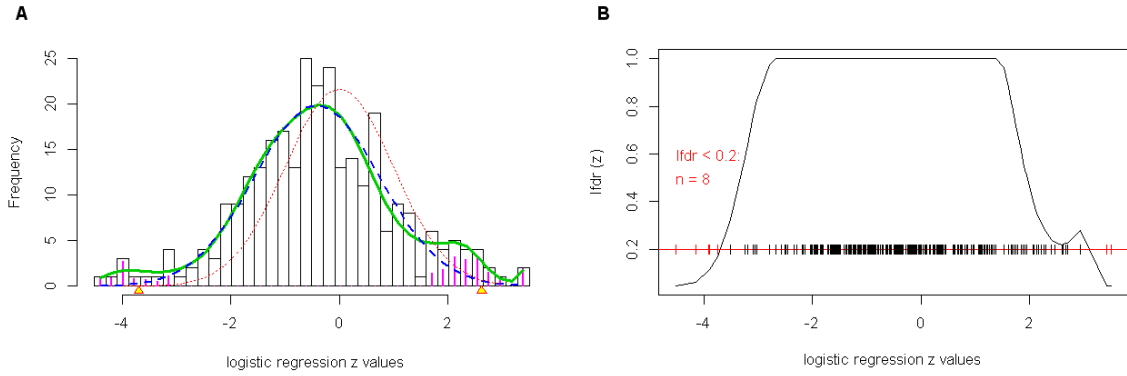 A
Frequency
25
20
15
10
5
0
-4
-2
0
2
logistic regression z values
B
lfdr (z)
1.0
0.8
0.6
0.4
0.2
lfdr < 0.2:
n = 8
-4
-2
0
2
logistic regression z values